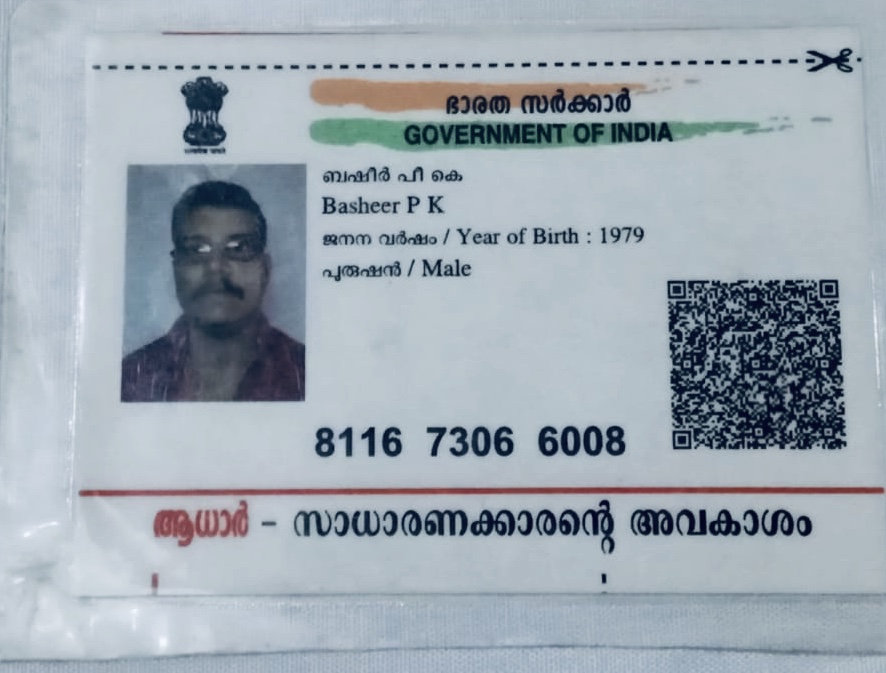 ഭാരത സർക്കാർ
GOVERNMENT OF INDIA
ബഷീർ പീ കെ
Basheer P K
ജനന വർഷം / Year of Birth : 1979
പുരുഷൻ / Male
8116 7306 6008
ആധാർ - സാധാരണക്കാരന്റെ അവകാശം